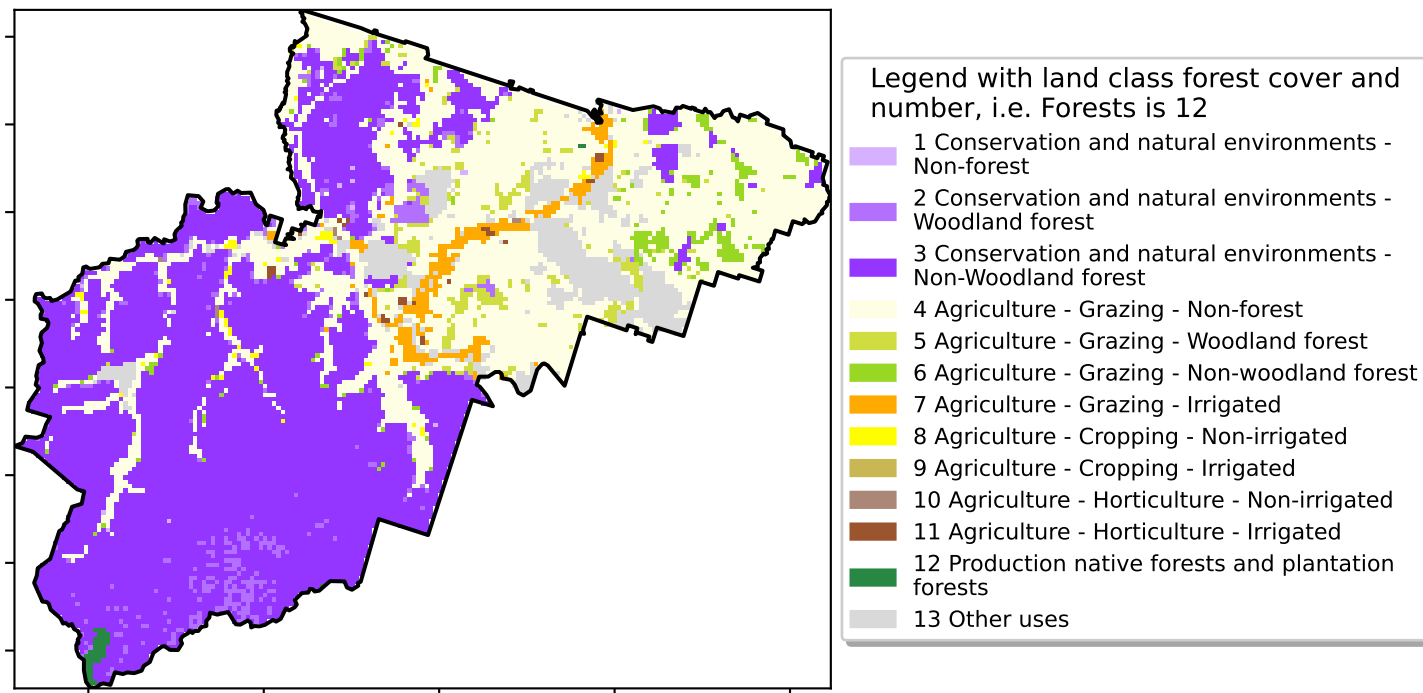 Legend with land class forest cover and
number, i.e. Forests is 12
1 Conservation and natural environments -
Non-forest
2 Conservation and natural environments -
Woodland forest
3 Conservation and natural environments -
Non-Woodland forest
4 Agriculture - Grazing - Non-forest
5 Agriculture - Grazing - Woodland forest
6 Agriculture - Grazing - Non-woodland forest
7 Agriculture - Grazing - Irrigated
8 Agriculture - Cropping - Non-irrigated
9 Agriculture - Cropping - Irrigated
10 Agriculture - Horticulture - Non-irrigated
11 Agriculture - Horticulture - Irrigated
12 Production native forests and plantation
forests
13 Other uses